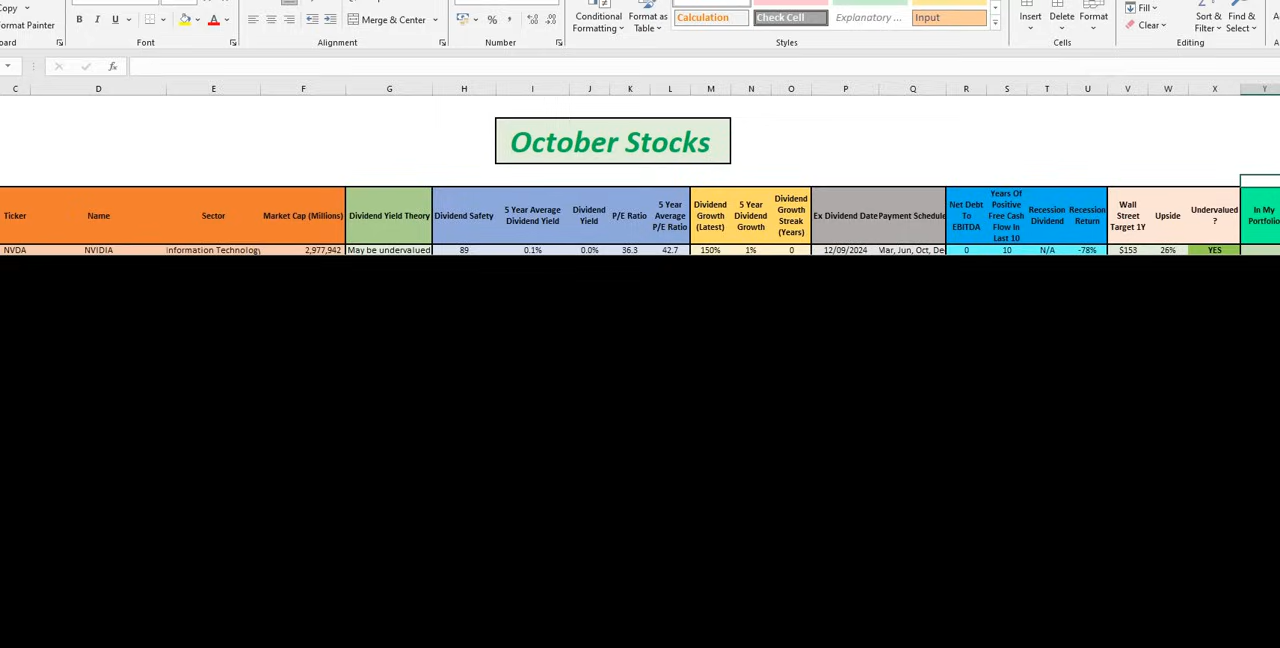 Copy
Format Painter
Merge & Center
Conditional Formatting
Format as Table
Calculation
Check Cell
Explanatory ...
Input
Insert
Delete
Format
Fill
Clear
Sort & Filter
Find & Select
Font
Alignment
Number
Styles
Cells
Editing
fx
C D E F G H I J K L M N O P Q R S T U V W X Y
October Stocks
Ticker
Name
Sector
Market Cap (Millions)
Dividend Yield Theory
Dividend Safety
5 Year Average Dividend Yield
Dividend Yield
P/E Ratio
5 Year Average P/E Ratio
Dividend Growth (Latest)
5 Year Dividend Growth
Dividend Growth Streak (Years)
Ex Dividend Date
Payment Schedule
Net Debt To EBITDA
Years Of Positive Free Cash Flow In Last 10
Recession Dividend
Recession Return
Wall Street Target 1Y
Upside
Undervalued ?
In My Portfolio
NVDA NVIDIA Information Technology 2,977,942 May be undervalued 89 0.1% 0.0% 36.3 42.7 150% 1% 0 12/09/2024 Mar, Jun, Oct, De 0 10 N/A -78% $153 26% YES